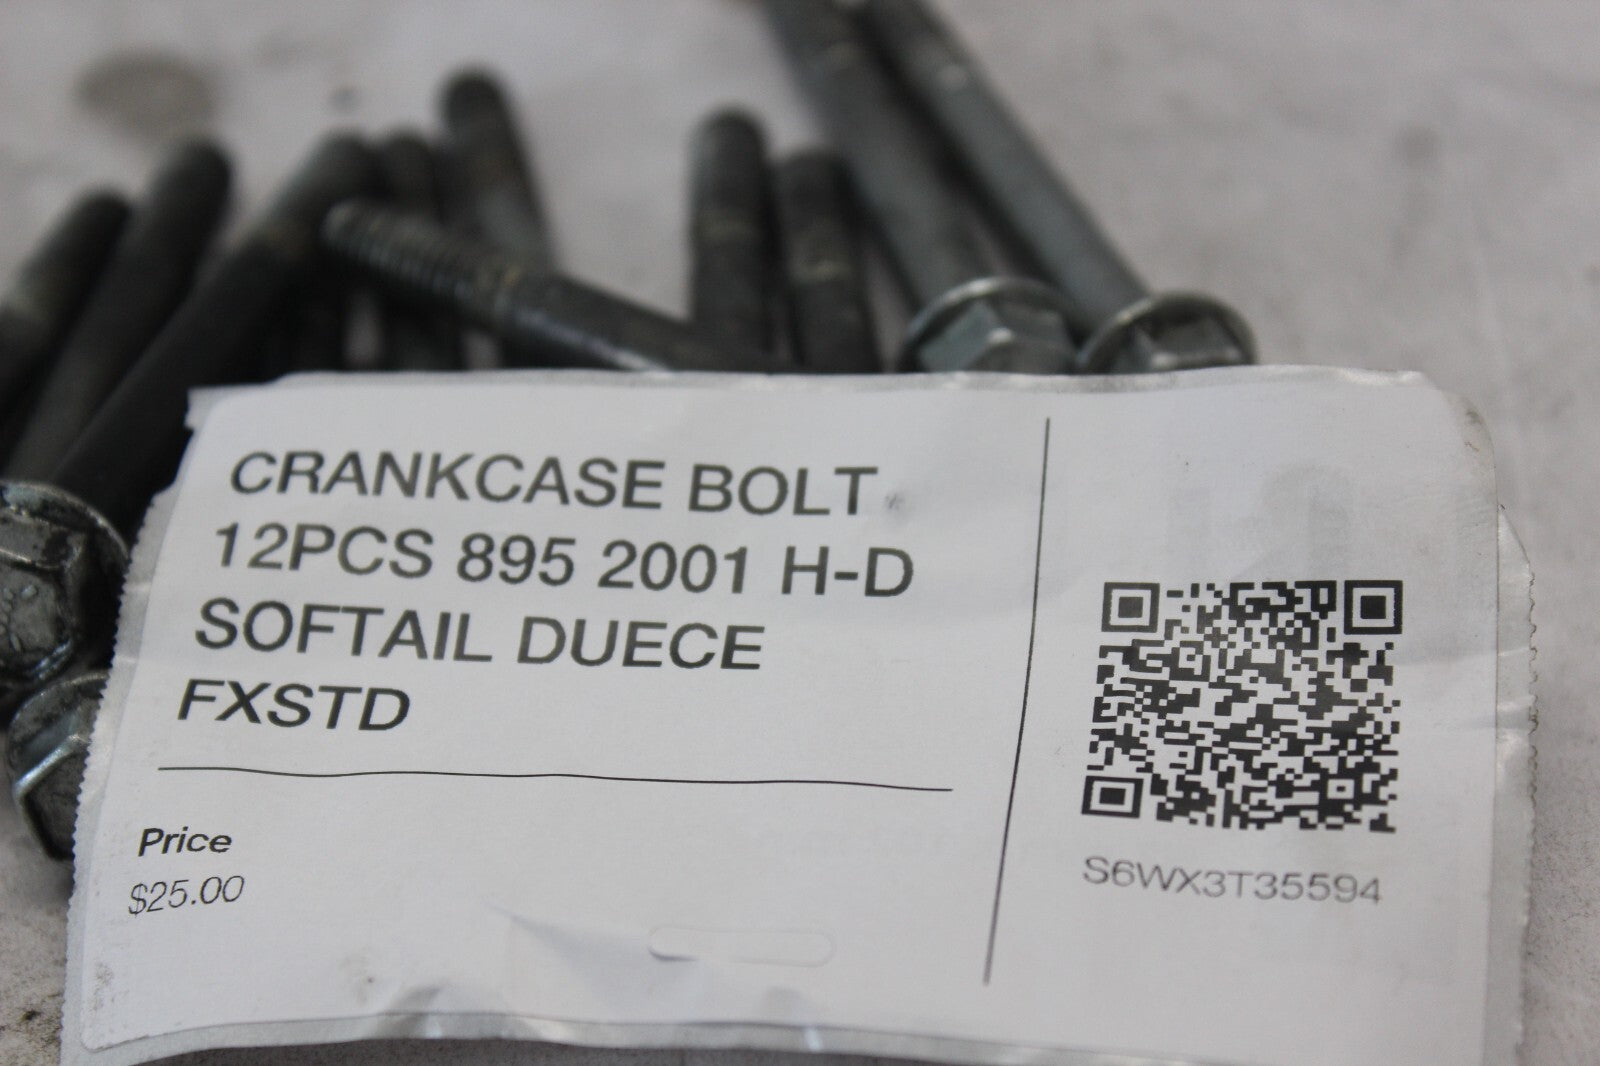 CRANKCASE BOLT
12PCS 895 2001 H-D
SOFTAIL DUECE
FXSTD
Price
$25.00
S6WX3T35594